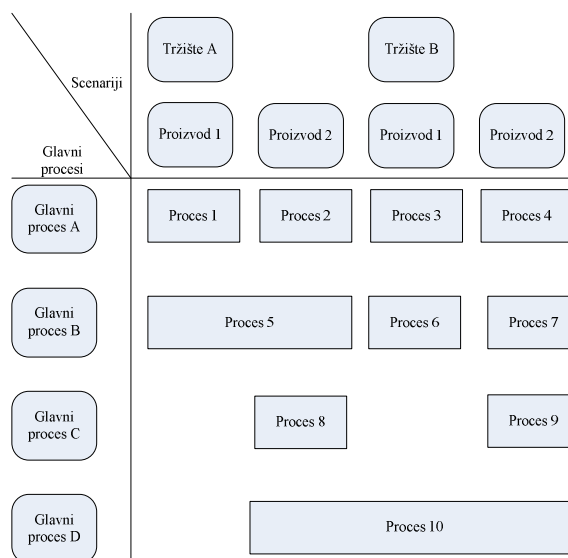 Tržište A
Tržište B
Scenariji
Proizvod 1
Proizvod 2
Proizvod 1
Proizvod 2
Glavni
procesi
Glavni
proces A
Proces 1
Proces 2
Proces 3
Proces 4
Glavni
proces B
Proces 5
Proces 6
Proces 7
Glavni
proces C
Proces 8
Proces 9
Glavni
proces D
Proces 10